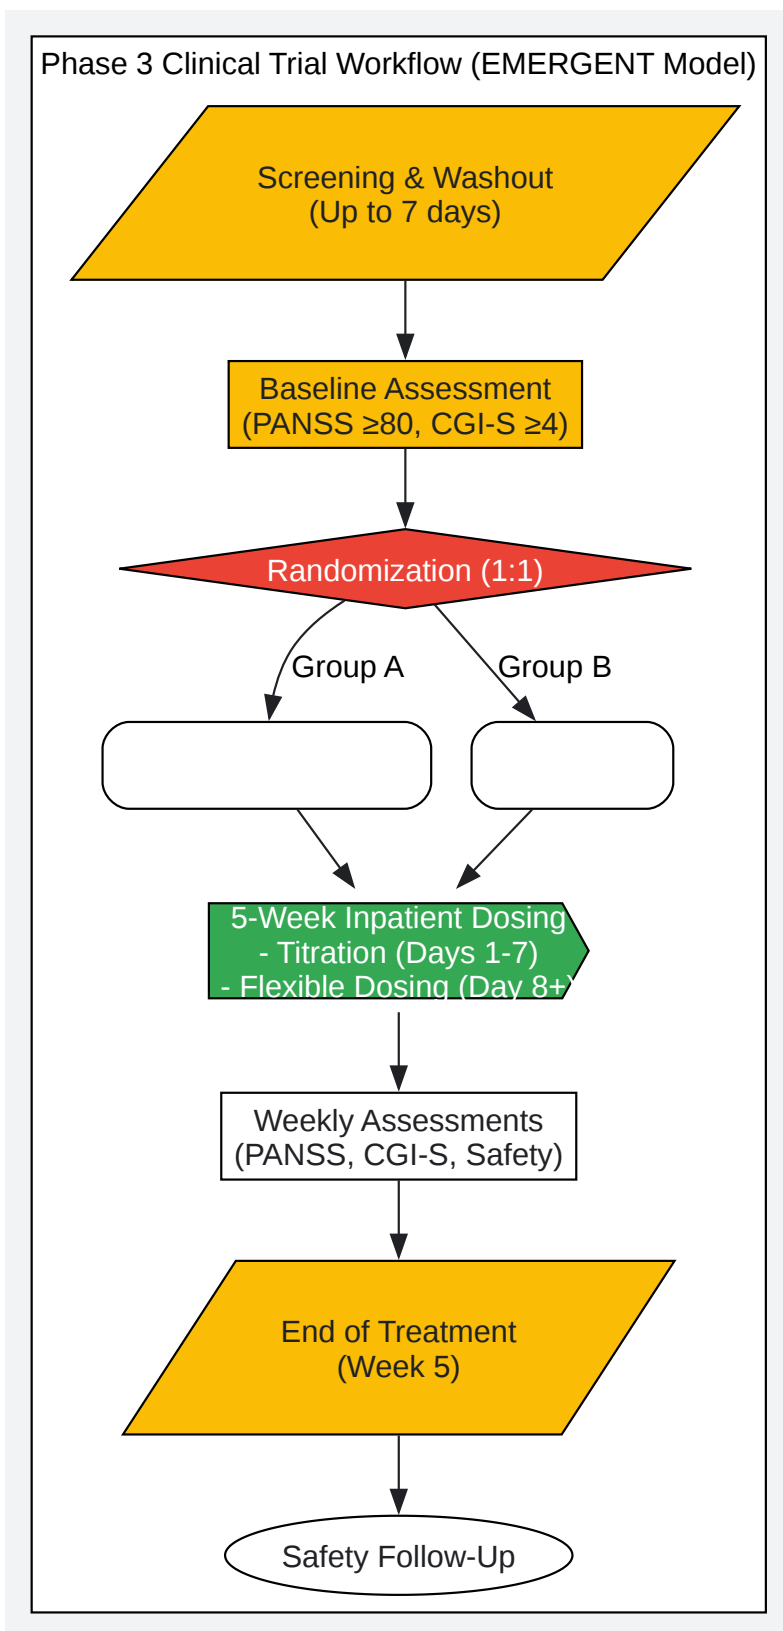 Phase 3 Clinical Trial Workflow (EMERGENT Model)
Screening & Washout
(Up to 7 days)
Baseline Assessment
(PANSS ≥80, CGI-S ≥4)
Randomization (1:1)
Group A
Group B
5-Week Inpatient Dosing
- Titration (Days 1-7)
- Flexible Dosing (Day 8+)
Weekly Assessments
(PANSS, CGI-S, Safety)
End of Treatment
(Week 5)
Safety Follow-Up